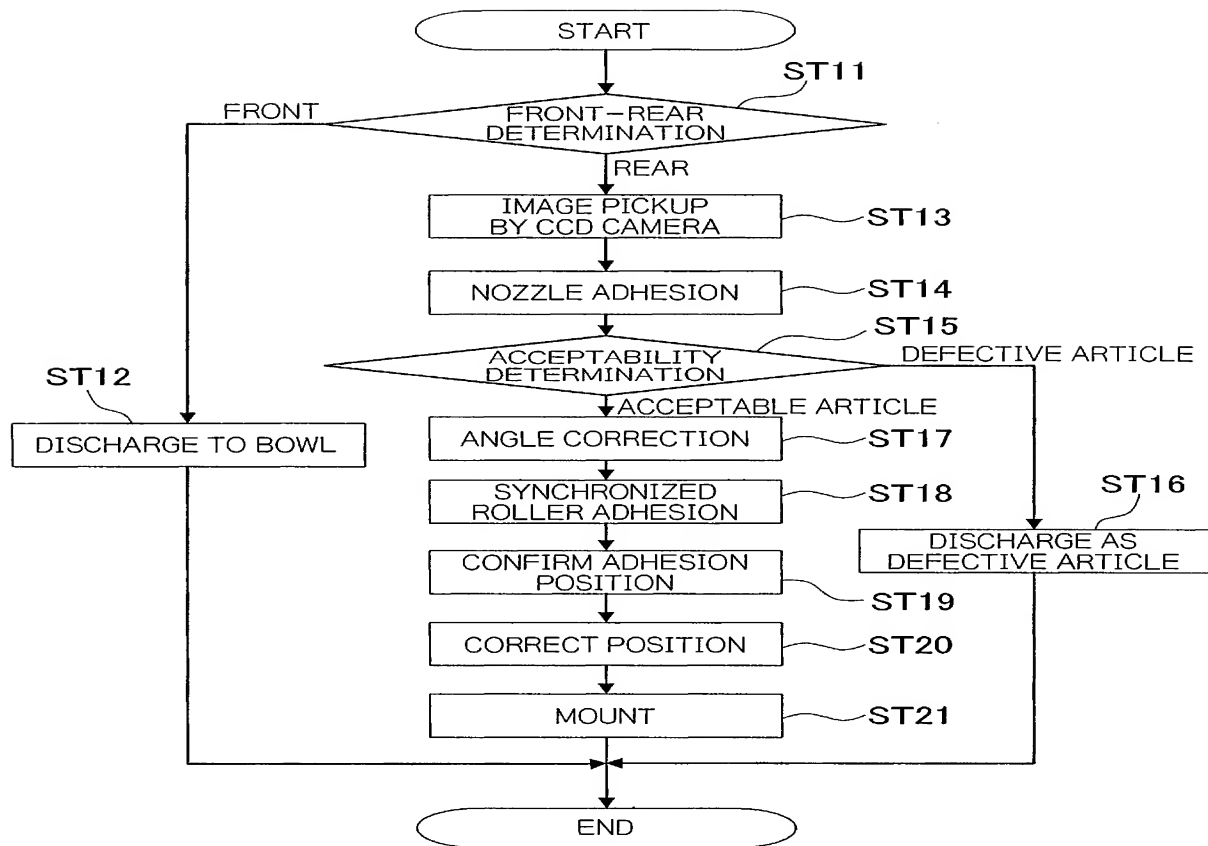 START
ST11
FRONT
FRONT-REAR
DETERMINATION
REAR
IMAGE PICKUP
BY CCD CAMERA
ST13
NOZZLE ADHESION
ST14
ST15
ACCEPTABILITY
DETERMINATION
DEFECTIVE ARTICLE
ST12
ACCEPTABLE ARTICLE
DISCHARGE TO BOWL
ANGLE CORRECTION
ST17
SYNCHRONIZED
ROLLER ADHESION
ST18
ST16
DISCHARGE AS
DEFECTIVE ARTICLE
CONFIRM ADHESION
POSITION
ST19
CORRECT POSITION
ST20
MOUNT
ST21
END